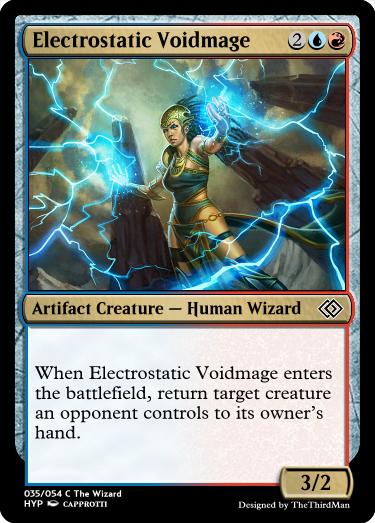 Electrostatic Voidmage 2
Artifact Creature — Human Wizard
When Electrostatic Voidmage enters
the battlefield, return target creature
an opponent controls to its owner's
hand.
3/2
035/054 C The Wizard
HYP CAPPROTTI
Designed by TheThirdMan